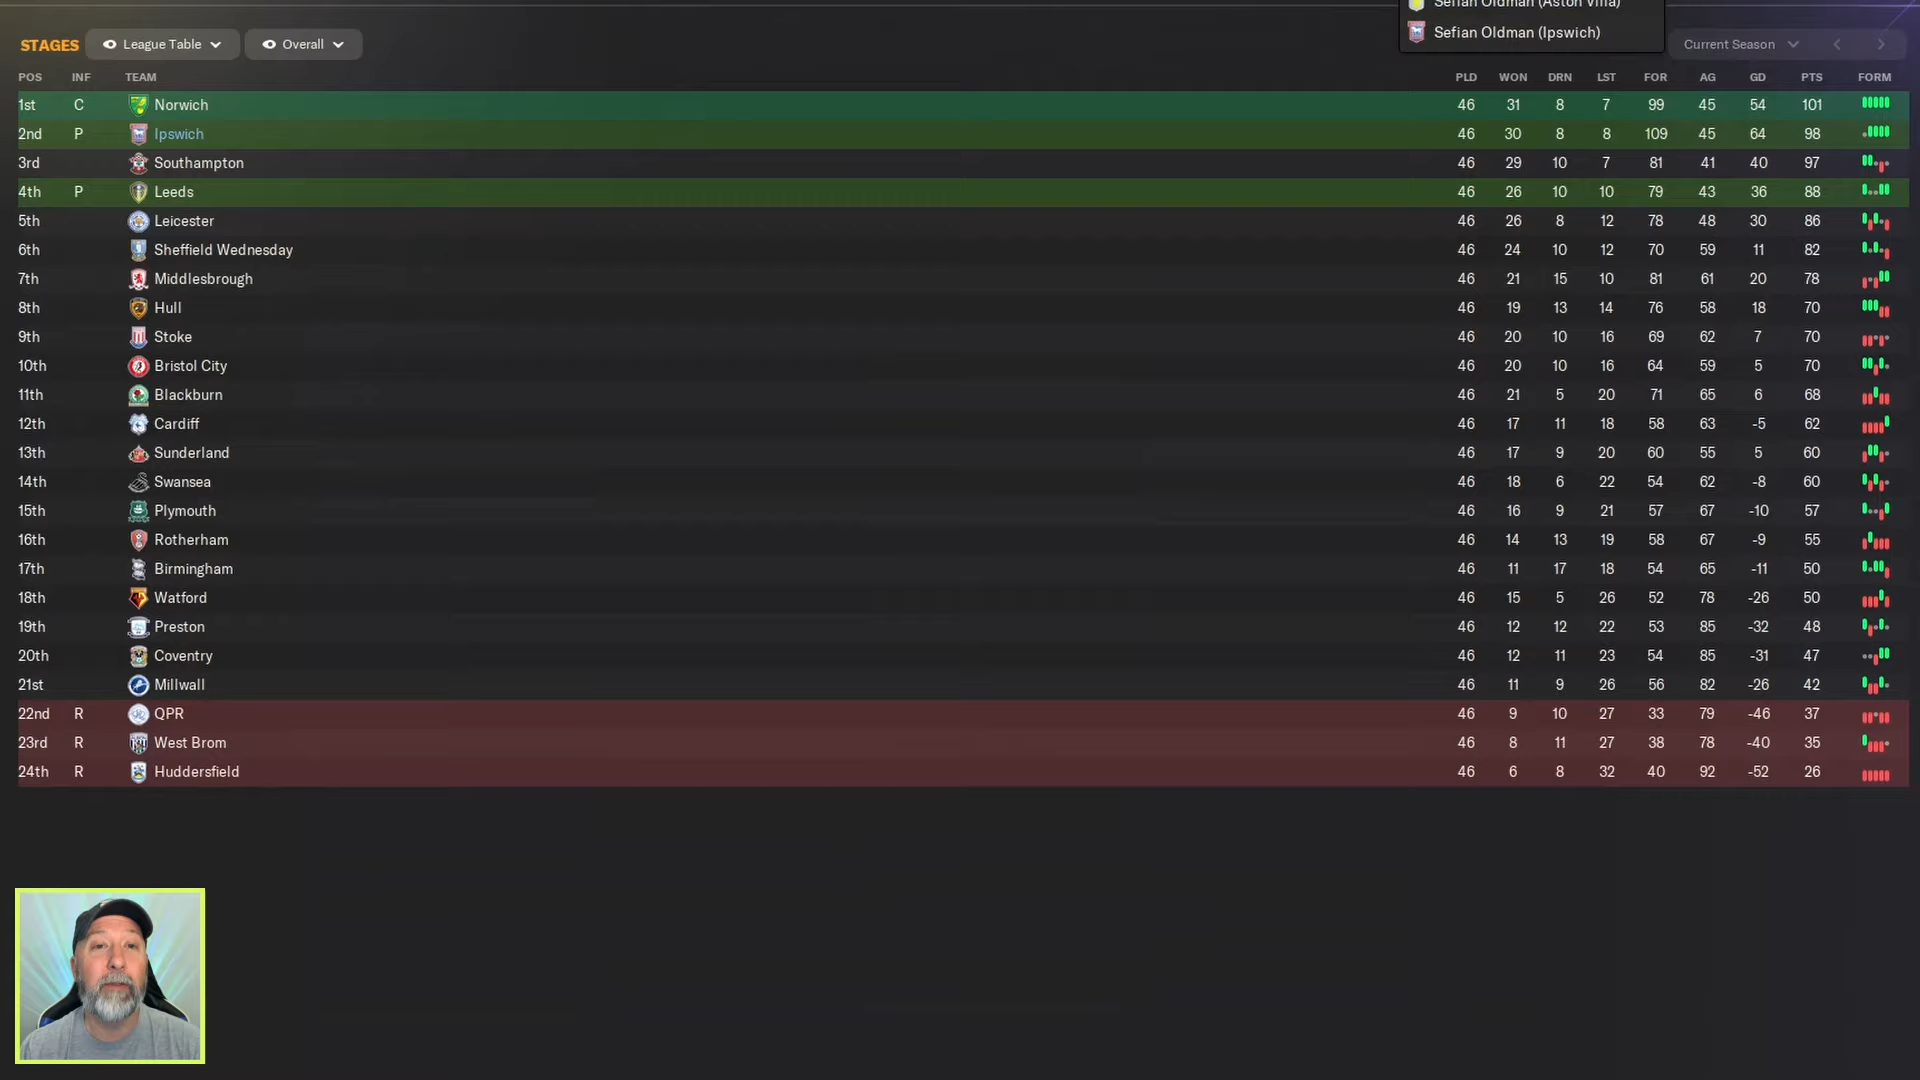 Sefian Oldman (Aston Villa)
Sefian Oldman (Ipswich)
STAGES League Table Overall Current Season
POS INF TEAM PLD WON DRN LST FOR AG GD PTS FORM
1st C Norwich 46 31 8 7 99 45 54 101
2nd P Ipswich 46 30 8 8 109 45 64 98
3rd Southampton 46 29 10 7 81 41 40 97
4th P Leeds 46 26 10 10 79 43 36 88
5th Leicester 46 26 8 12 78 48 30 86
6th Sheffield Wednesday 46 24 10 12 70 59 11 82
7th Middlesbrough 46 21 15 10 81 61 20 78
8th Hull 46 19 13 14 76 58 18 70
9th Stoke 46 20 10 16 69 62 7 70
10th Bristol City 46 20 10 16 64 59 5 70
11th Blackburn 46 21 5 20 71 65 6 68
12th Cardiff 46 17 11 18 58 63 -5 62
13th Sunderland 46 17 9 20 60 55 5 60
14th Swansea 46 18 6 22 54 62 -8 60
15th Plymouth 46 16 9 21 57 67 -10 57
16th Rotherham 46 14 13 19 58 67 -9 55
17th Birmingham 46 11 17 18 54 65 -11 50
18th Watford 46 15 5 26 52 78 -26 50
19th Preston 46 12 12 22 53 85 -32 48
20th Coventry 46 12 11 23 54 85 -31 47
21st Millwall 46 11 9 26 56 82 -26 42
22nd R QPR 46 9 10 27 33 79 -46 37
23rd R West Brom 46 8 11 27 38 78 -40 35
24th R Huddersfield 46 6 8 32 40 92 -52 26